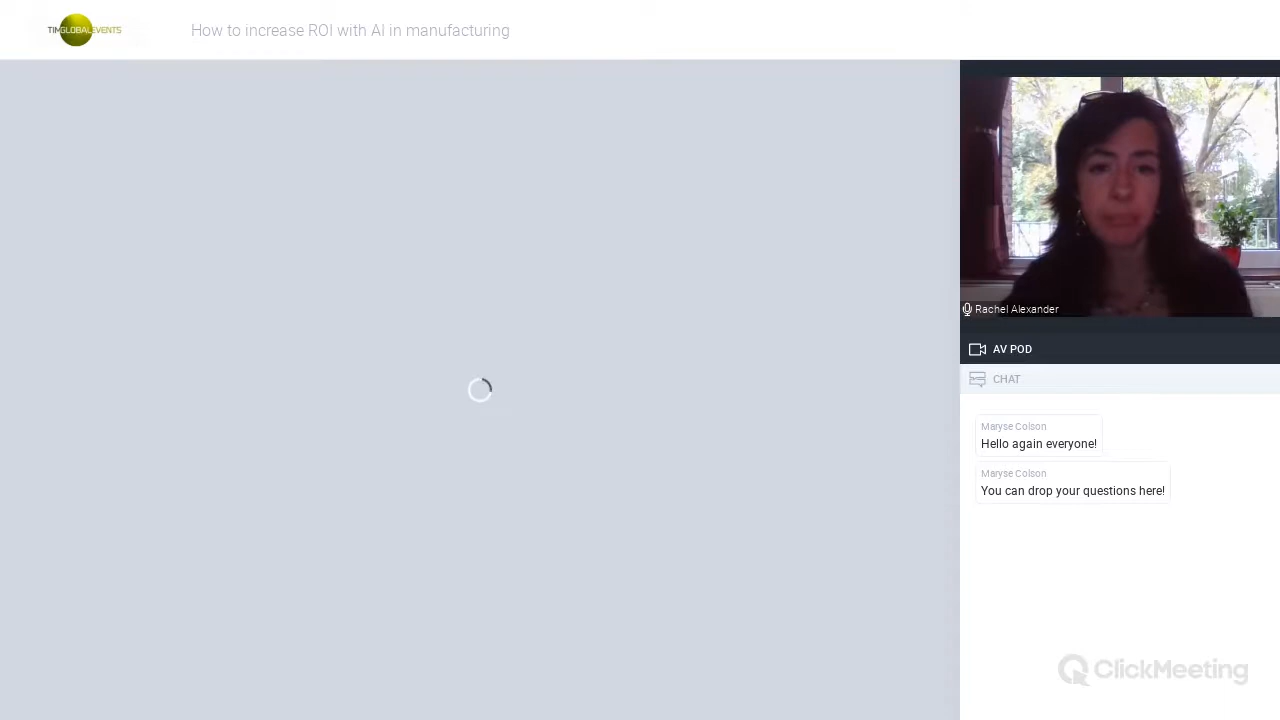 TIMGLOBALEVENTS
How to increase ROI with AI in manufacturing
Rachel Alexander
AV POD
CHAT
Maryse Colson
Hello again everyone!
Maryse Colson
You can drop your questions here!
ClickMeeting